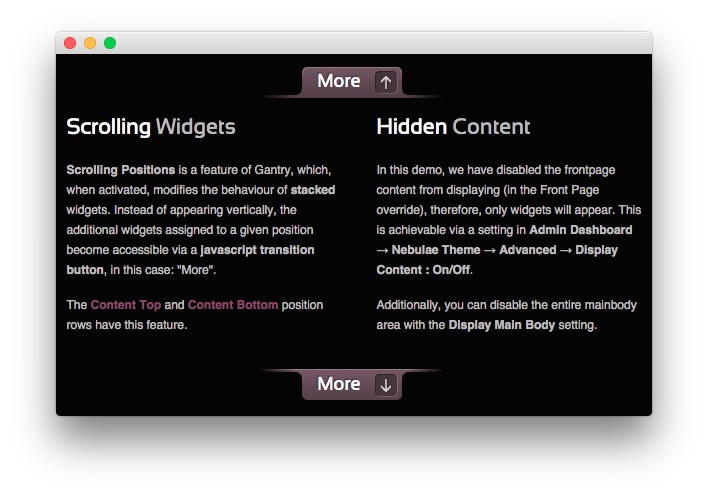 More ↑
Scrolling Widgets
Scrolling Positions is a feature of Gantry, which,
when activated, modifies the behaviour of stacked
widgets. Instead of appearing vertically, the
additional widgets assigned to a given position
become accessible via a javascript transition
button, in this case: "More".
The Content Top and Content Bottom position
rows have this feature.
Hidden Content
In this demo, we have disabled the frontpage
content from displaying (in the Front Page
override), therefore, only widgets will appear. This
is achievable via a setting in Admin Dashboard
→ Nebulae Theme → Advanced → Display
Content : On/Off.
Additionally, you can disable the entire mainbody
area with the Display Main Body setting.
More ↓